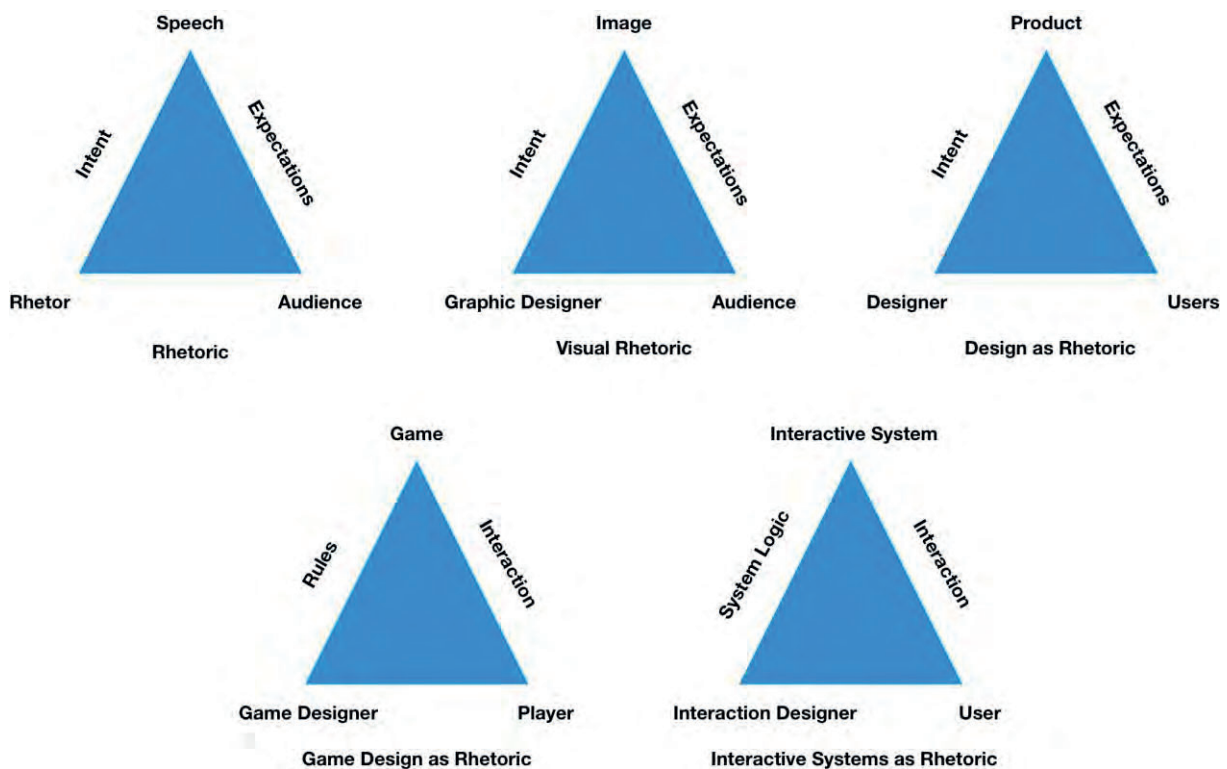 Speech
Intent
Expectations
Rhetor
Audience
Rhetoric
Image
Intent
Expectations
Graphic Designer
Audience
Visual Rhetoric
Product
Intent
Expectations
Designer
Users
Design as Rhetoric
Game
Rules
Interaction
Game Designer
Player
Game Design as Rhetoric
Interactive System
System Logic
Interaction
Interaction Designer
User
Interactive Systems as Rhetoric